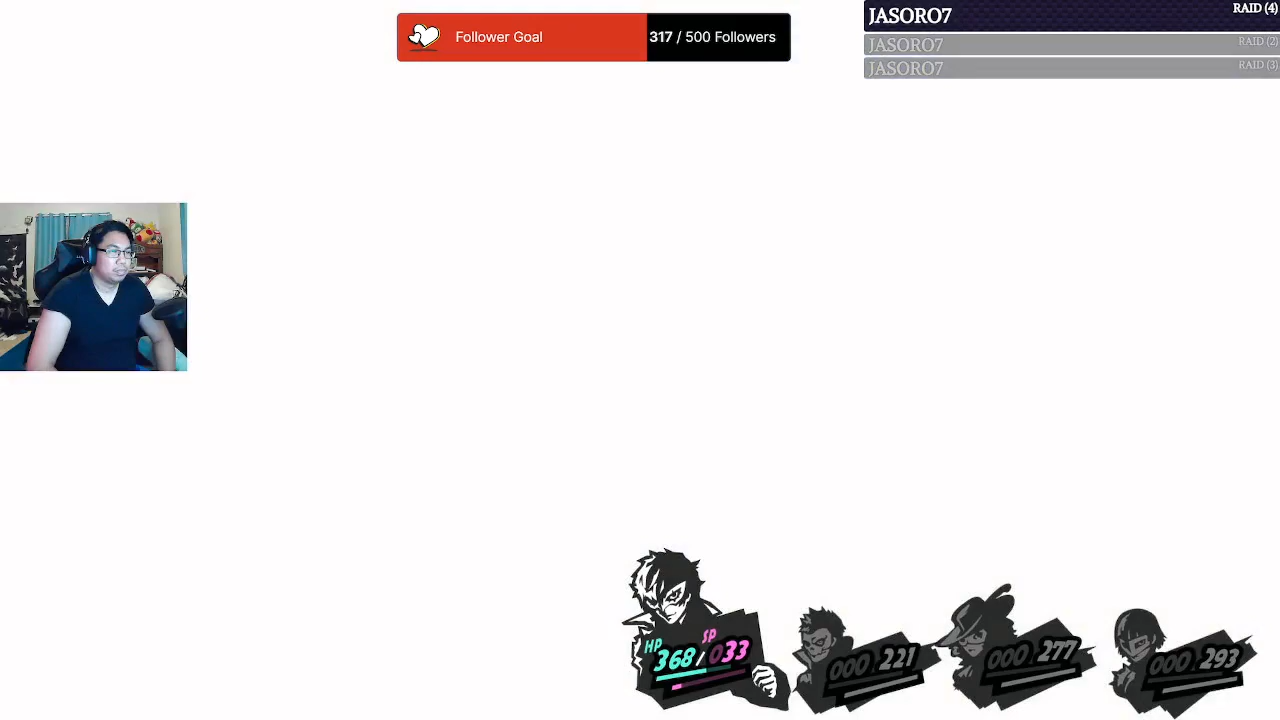 JASORO7 RAID (4)
Follower Goal 317 / 500 Followers
JASORO7 RAID (2)
JASORO7 RAID (3)
HP SP
368/033
000/221
000/277
000/293